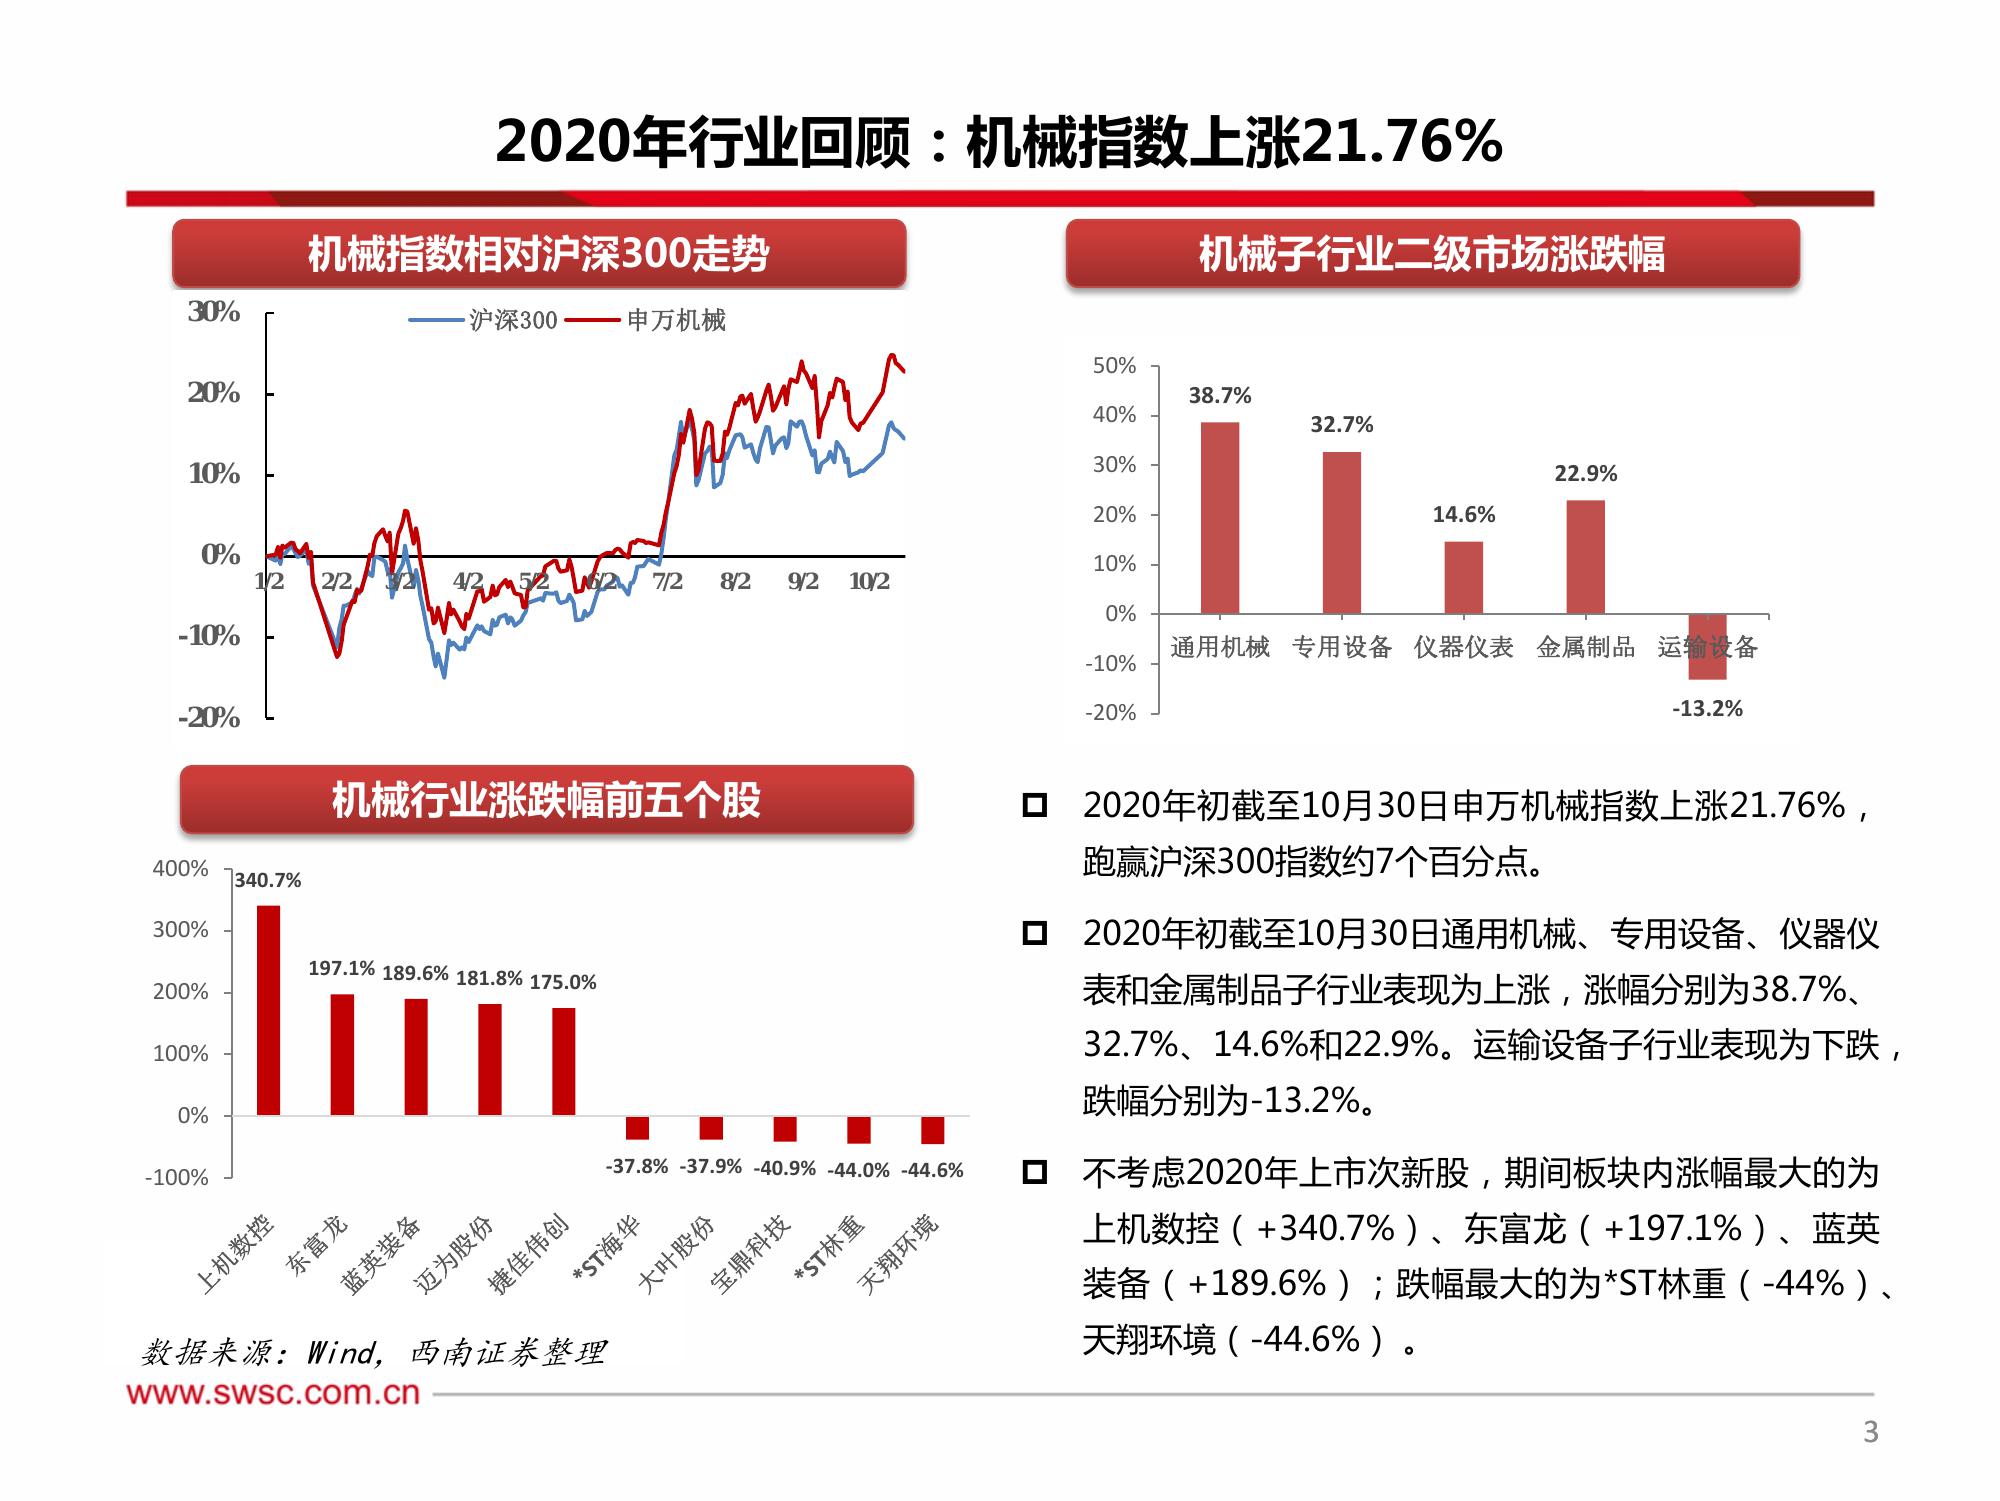 2020年行业回顾：机械指数上涨21.76%
机械指数相对沪深300走势
30%
沪深300
申万机械
20%
10%
0%
1/2 2/2 3/2 4/2 5/2 6/2 7/2 8/2 9/2 10/2
-10%
-20%
机械子行业二级市场涨跌幅
50%
40%
30%
20%
10%
0%
-10%
-20%
38.7%
32.7%
14.6%
22.9%
-13.2%
通用机械 专用设备 仪器仪表 金属制品 运输设备
机械行业涨跌幅前五个股
400%
300%
200%
100%
0%
-100%
340.7%
197.1% 189.6% 181.8% 175.0%
-37.8% -37.9% -40.9% -44.0% -44.6%
上机数控
东富龙
蓝英装备
迈为股份
捷佳伟创
*ST海华
大叶股份
宝鼎科技
*ST林重
天翔环境
2020年初截至10月30日申万机械指数上涨21.76%，
跑赢沪深300指数约7个百分点。
2020年初截至10月30日通用机械、专用设备、仪器仪
表和金属制品子行业表现为上涨，涨幅分别为38.7%、
32.7%、14.6%和22.9%。运输设备子行业表现为下跌，
跌幅分别为-13.2%。
不考虑2020年上市次新股，期间板块内涨幅最大的为
上机数控（+340.7%）、东富龙（+197.1%）、蓝英
装备（+189.6%）；跌幅最大的为*ST林重（-44%）、
天翔环境（-44.6%）。
数据来源：Wind，西南证券整理
www.swsc.com.cn
3